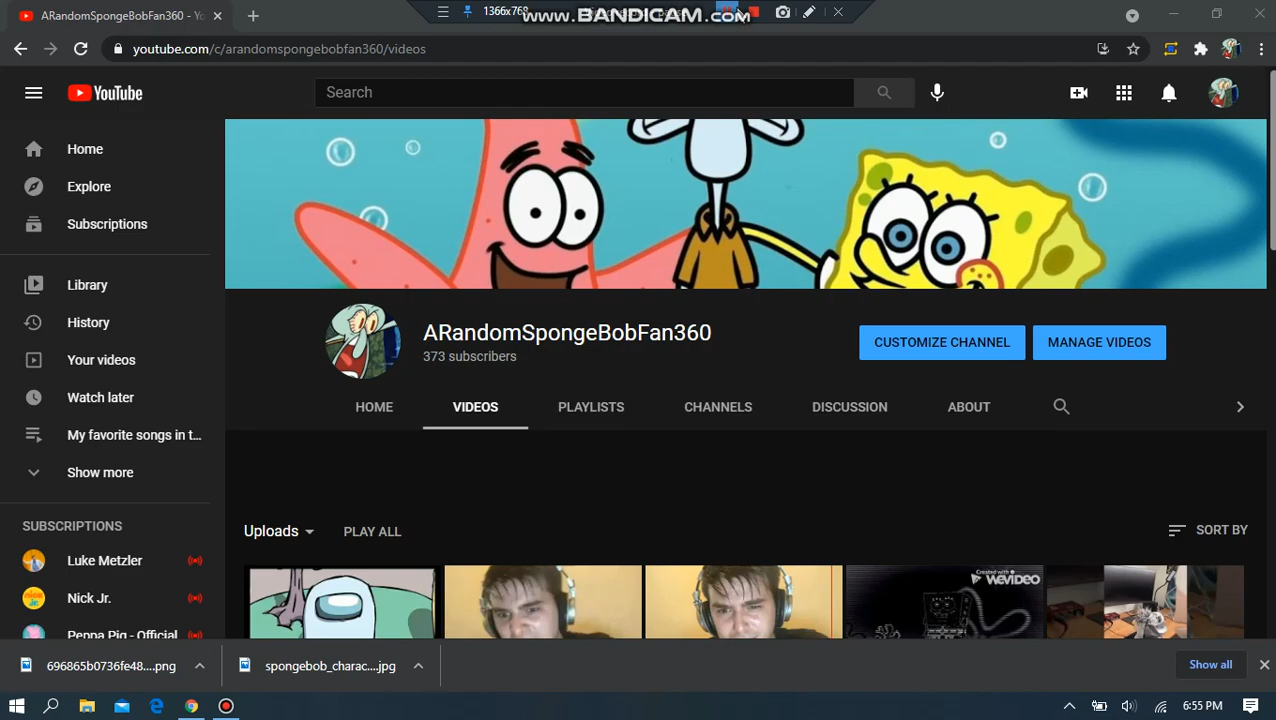 ARandomSpongeBobFan360 - YouT
1366x768
www.BANDICAM.com
youtube.com/c/arandomspongebobfan360/videos
YouTube
Search
Home
Explore
Subscriptions
Library
History
Your videos
Watch later
My favorite songs in t...
Show more
SUBSCRIPTIONS
Luke Metzler
Nick Jr.
Peppa Pig - Official
ARandomSpongeBobFan360
373 subscribers
CUSTOMIZE CHANNEL
MANAGE VIDEOS
HOME
VIDEOS
PLAYLISTS
CHANNELS
DISCUSSION
ABOUT
Uploads
PLAY ALL
SORT BY
Created with
WEVIDEO
696865b0736fe48....png
spongebob_charac....jpg
Show all
6:55 PM